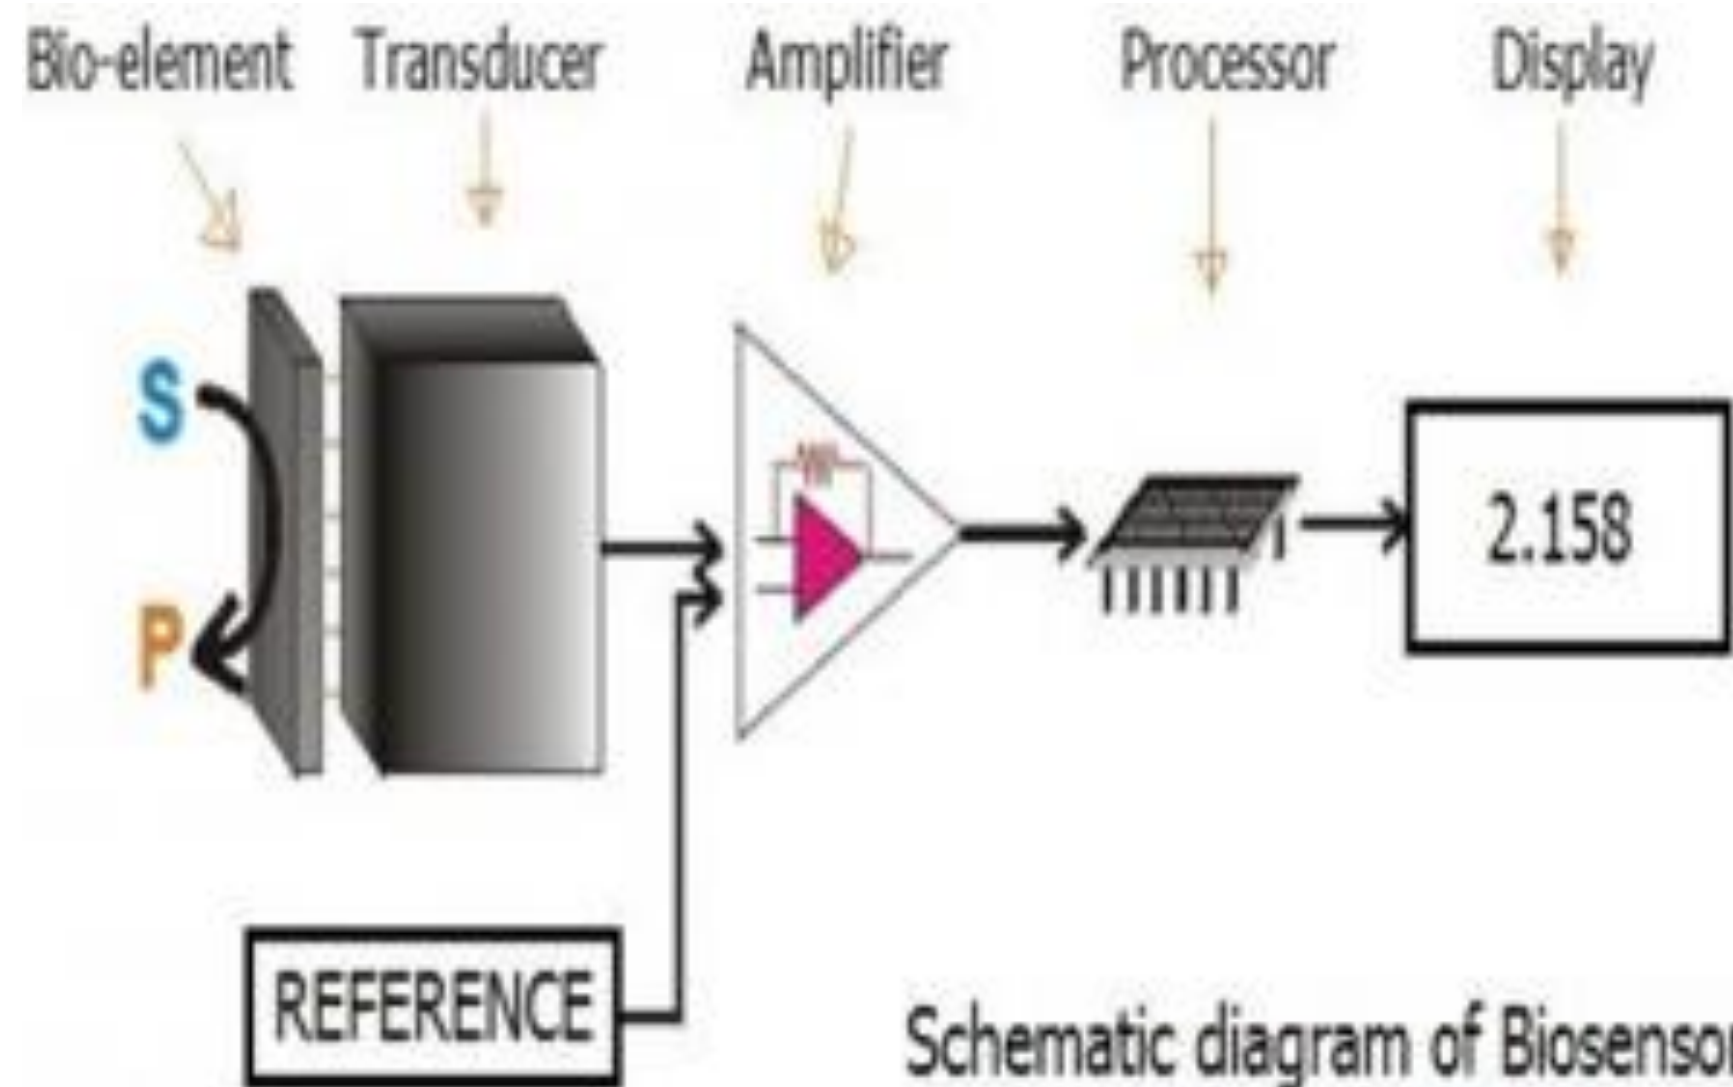 Bio-element Transducer Amplifier Processor Display
S
P
2.158
REFERENCE
Schematic diagram of Biosensor